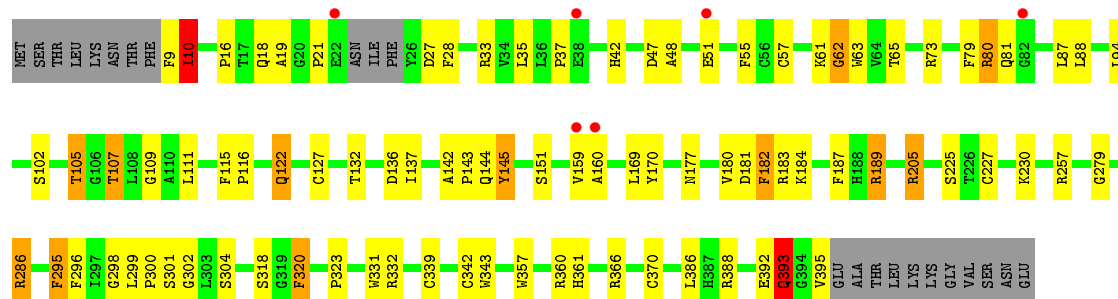 MET SER THR LEU LYS ASN THR PHE F9 I10 P16 T17 Q18 A19 G20 P21 E22 ASN ILE PHE Y26 D27 F28 R33 V34 L35 L36 P37 E38 H42 D47 A48 E51 F55 C56 C57 K61 G62 W63 V64 T65 R73 F79 R80 Q81 G82 L87 L88 L94
S102 T105 G106 T107 L108 G109 A110 L111 F115 P116 Q122 C127 T132 D136 I137 A142 P143 Q144 Y145 S151 V159 A160 L169 Y170 N177 V180 D181 F182 R183 K184 F187 H188 R189 R205 S225 T226 C227 K230 R257 G279
R286 F295 F296 I297 G298 L299 P300 S301 G302 L303 S304 S318 G319 F320 P323 W331 R332 C339 C342 W343 W357 R360 H361 R366 C370 L386 H387 R388 E392 Q393 G394 V395 GLU ALA THR LEU LYS LYS GLY VAL SER ASN GLU